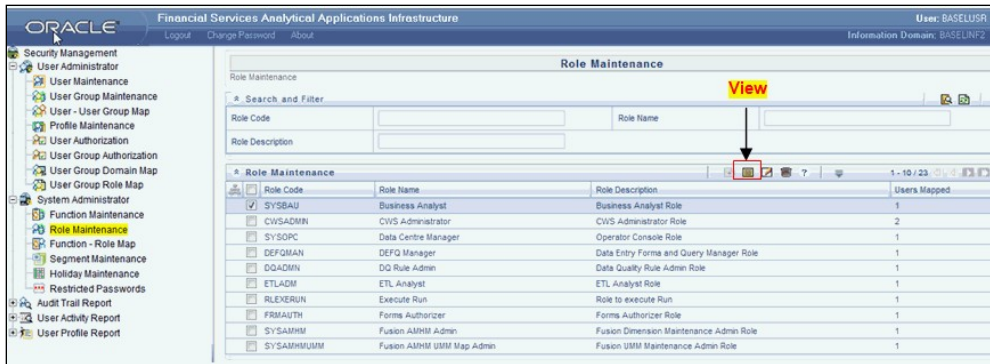 ORACLE
Financial Services Analytical Applications Infrastructure
User: BASELUSR
Logout Change Password About
Information Domain: BASELINF2
Security Management
User Administrator
User Maintenance
User Group Maintenance
User - User Group Map
Profile Maintenance
User Authorization
User Group Authorization
User Group Domain Map
User Group Role Map
System Administrator
Function Maintenance
Role Maintenance
Function - Role Map
Segment Maintenance
Holiday Maintenance
Restricted Passwords
Audit Trail Report
User Activity Report
User Profile Report
Role Maintenance
Role Maintenance
View
Search and Filter
Role Code Role Name
Role Description
Role Maintenance ? 1 - 10 / 23
Role Code Role Name Role Description Users Mapped
SYSBAU Business Analyst Business Analyst Role 1
CWSADMIN CWS Administrator CWS Administrator Role 2
SYSOPC Data Centre Manager Operator Console Role 1
DEFQMAN DEFQ Manager Data Entry Forms and Query Manager Role 1
DQADMN DQ Rule Admin Data Quality Rule Admin Role 1
ETLADM ETL Analyst ETL Analyst Role 1
RLEXERUN Execute Run Role to execute Run 1
FRMAUTH Forms Authorizer Forms Authorizer Role 1
SYSAMHM Fusion AMHM Admin Fusion Dimension Maintenance Admin Role 1
SYSAMHMUMM Fusion AMHM UMM Map Admin Fusion UMM Maintenance Admin Role 1